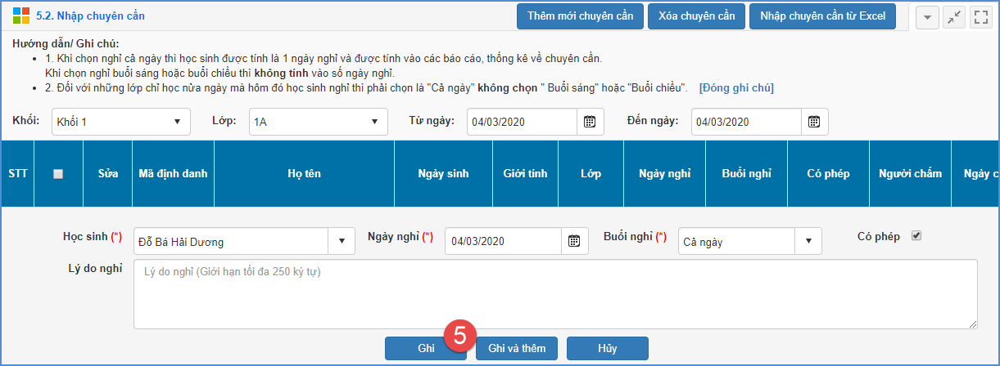 5.2. Nhập chuyên cần
Thêm mới chuyên cần Xóa chuyên cần Nhập chuyên cần từ Excel
Hướng dẫn/ Ghi chú:
• 1. Khi chọn nghỉ cả ngày thì học sinh được tính là 1 ngày nghỉ và được tính vào các báo cáo, thống kê về chuyên cần.
Khi chọn nghỉ buổi sáng hoặc buổi chiều thì không tính vào số ngày nghỉ.
• 2. Đối với những lớp chỉ học nửa ngày mà hôm đó học sinh nghỉ thì phải chọn là "Cả ngày" không chọn " Buổi sáng" hoặc "Buổi chiều". [Đóng ghi chú]
Khối: Khối 1 Lớp: 1A Từ ngày: 04/03/2020 Đến ngày: 04/03/2020
STT Sửa Mã định danh Họ tên Ngày sinh Giới tính Lớp Ngày nghỉ Buổi nghỉ Có phép Người chấm Ngày c
Học sinh (*) Đỗ Bá Hải Dương Ngày nghỉ (*) 04/03/2020 Buổi nghỉ (*) Cả ngày Có phép
Lý do nghỉ Lý do nghỉ (Giới hạn tối đa 250 ký tự)
Ghi 5 Ghi và thêm Hủy